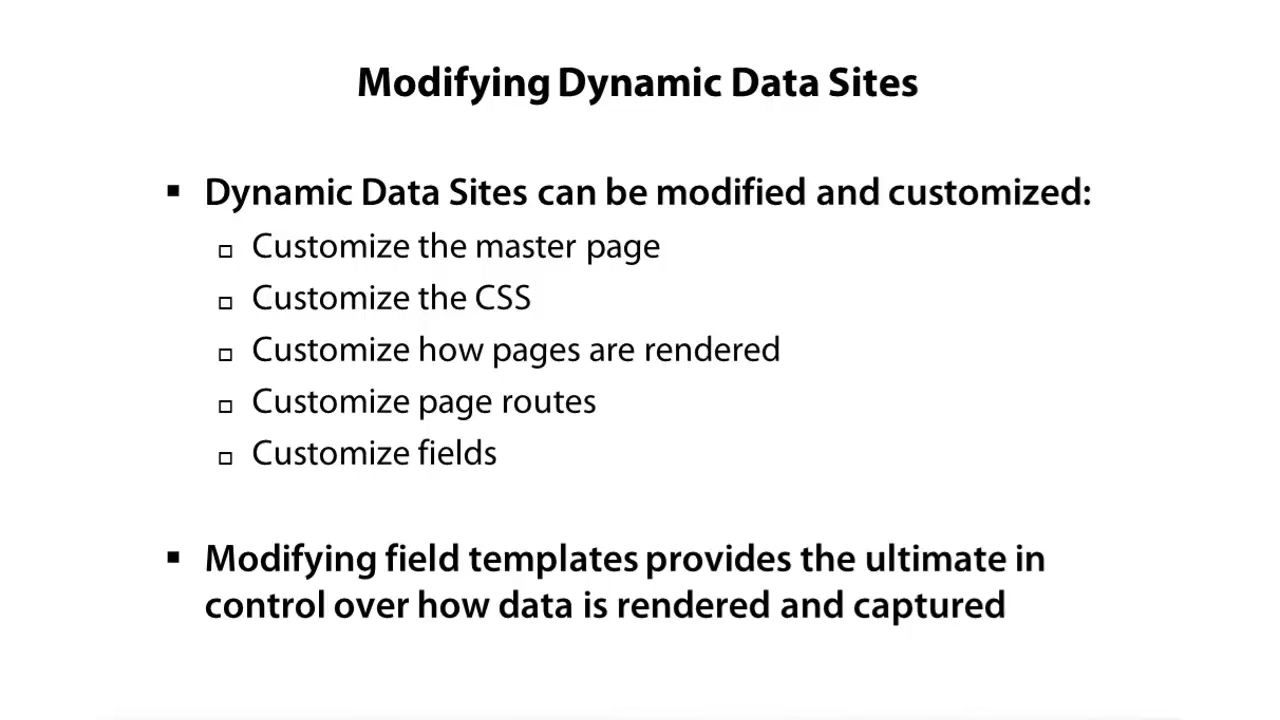 Modifying Dynamic Data Sites
▪ Dynamic Data Sites can be modified and customized:
▫ Customize the master page
▫ Customize the CSS
▫ Customize how pages are rendered
▫ Customize page routes
▫ Customize fields
▪ Modifying field templates provides the ultimate in
control over how data is rendered and captured